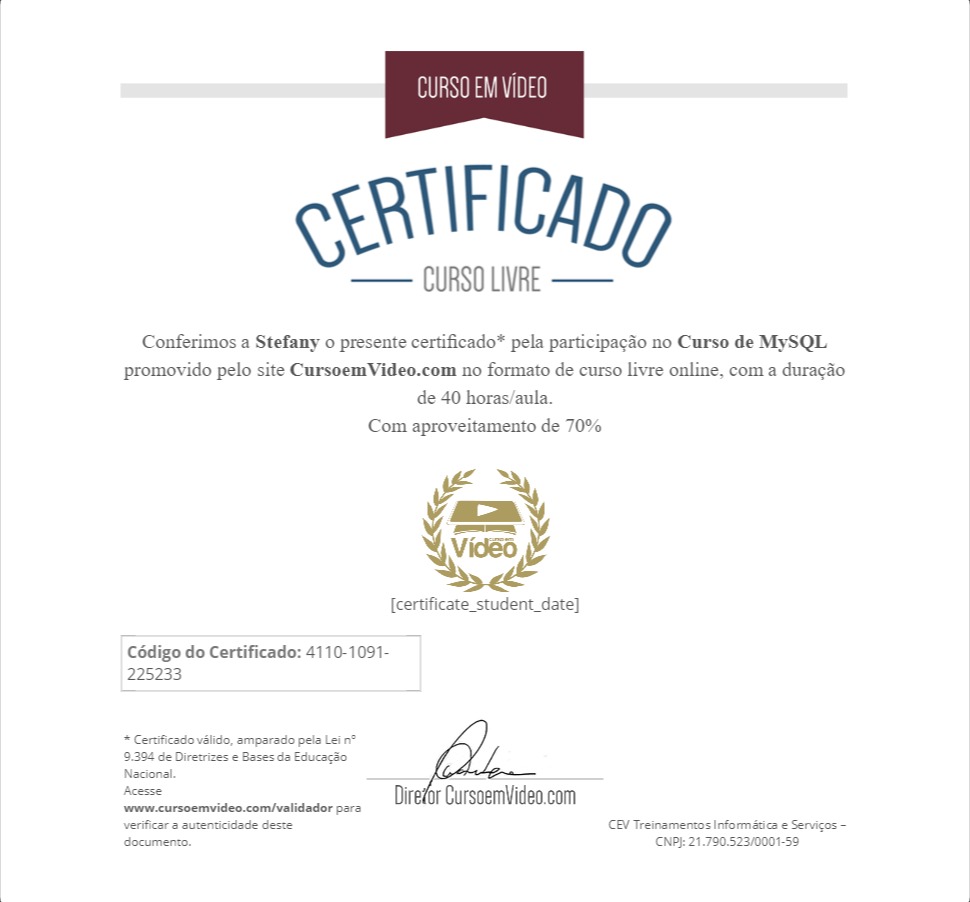 CURSO EM VÍDEO
CERTIFICADO
CURSO LIVRE
Conferimos a Stefany o presente certificado* pela participação no Curso de MySQL
promovido pelo site CursoemVideo.com no formato de curso livre online, com a duração
de 40 horas/aula.
Com aproveitamento de 70%
curso em
Vídeo
[certificate_student_date]
Código do Certificado: 4110-1091-
225233
* Certificado válido, amparado pela Lei nº
9.394 de Diretrizes e Bases da Educação
Nacional.
Acesse
www.cursoemvideo.com/validador para
verificar a autenticidade deste
documento.
Diretor CursoemVideo.com
CEV Treinamentos Informática e Serviços –
CNPJ: 21.790.523/0001-59